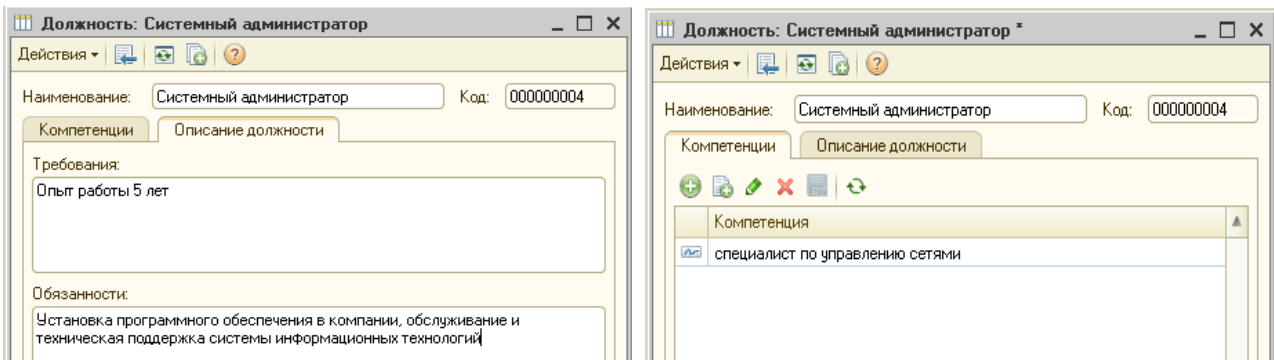 Должность: Системный администратор
Действия
Наименование: Системный администратор Код: 000000004
Компетенции Описание должности
Требования:
Опыт работы 5 лет
Обязанности:
Установка программного обеспечения в компании, обслуживание и
техническая поддержка системы информационных технологий
Должность: Системный администратор *
Действия
Наименование: Системный администратор Код: 000000004
Компетенции Описание должности
Компетенция
специалист по управлению сетями